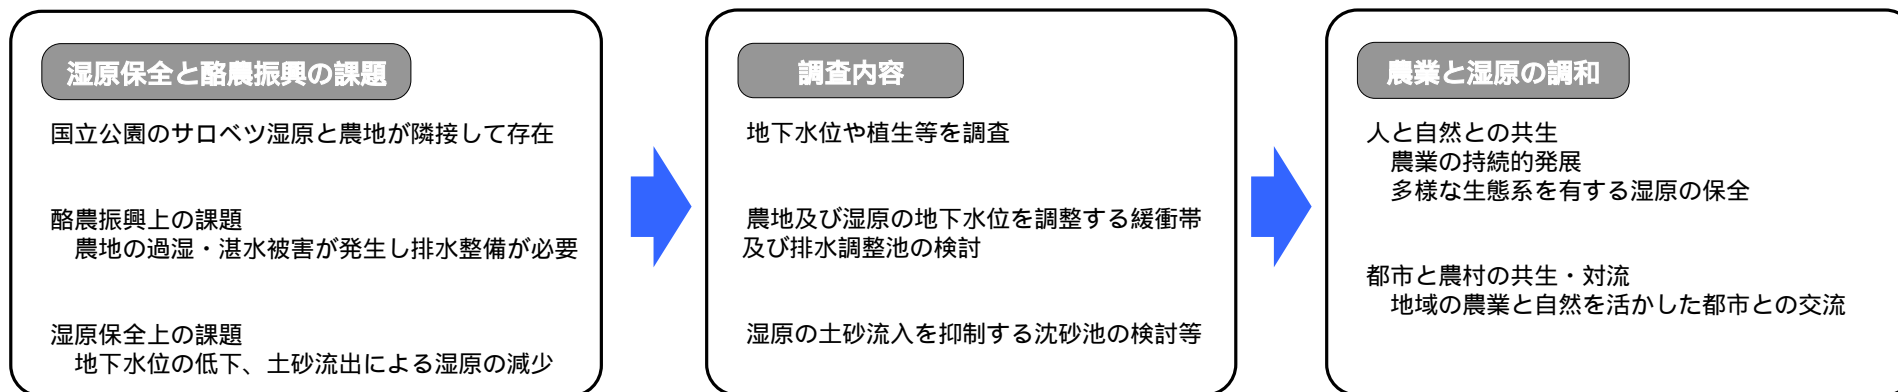 湿原保全と酪農振興の課題
国立公園のサロベツ湿原と農地が隣接して存在
酪農振興上の課題
農地の過湿・湛水被害が発生し排水整備が必要
湿原保全上の課題
地下水位の低下、土砂流出による湿原の減少
調査内容
地下水位や植生等を調査
農地及び湿原の地下水位を調整する緩衝帯
及び排水調整池の検討
湿原の土砂流入を抑制する沈砂池の検討等
農業と湿原の調和
人と自然との共生
農業の持続的発展
多様な生態系を有する湿原の保全
都市と農村の共生・対流
地域の農業と自然を活かした都市との交流